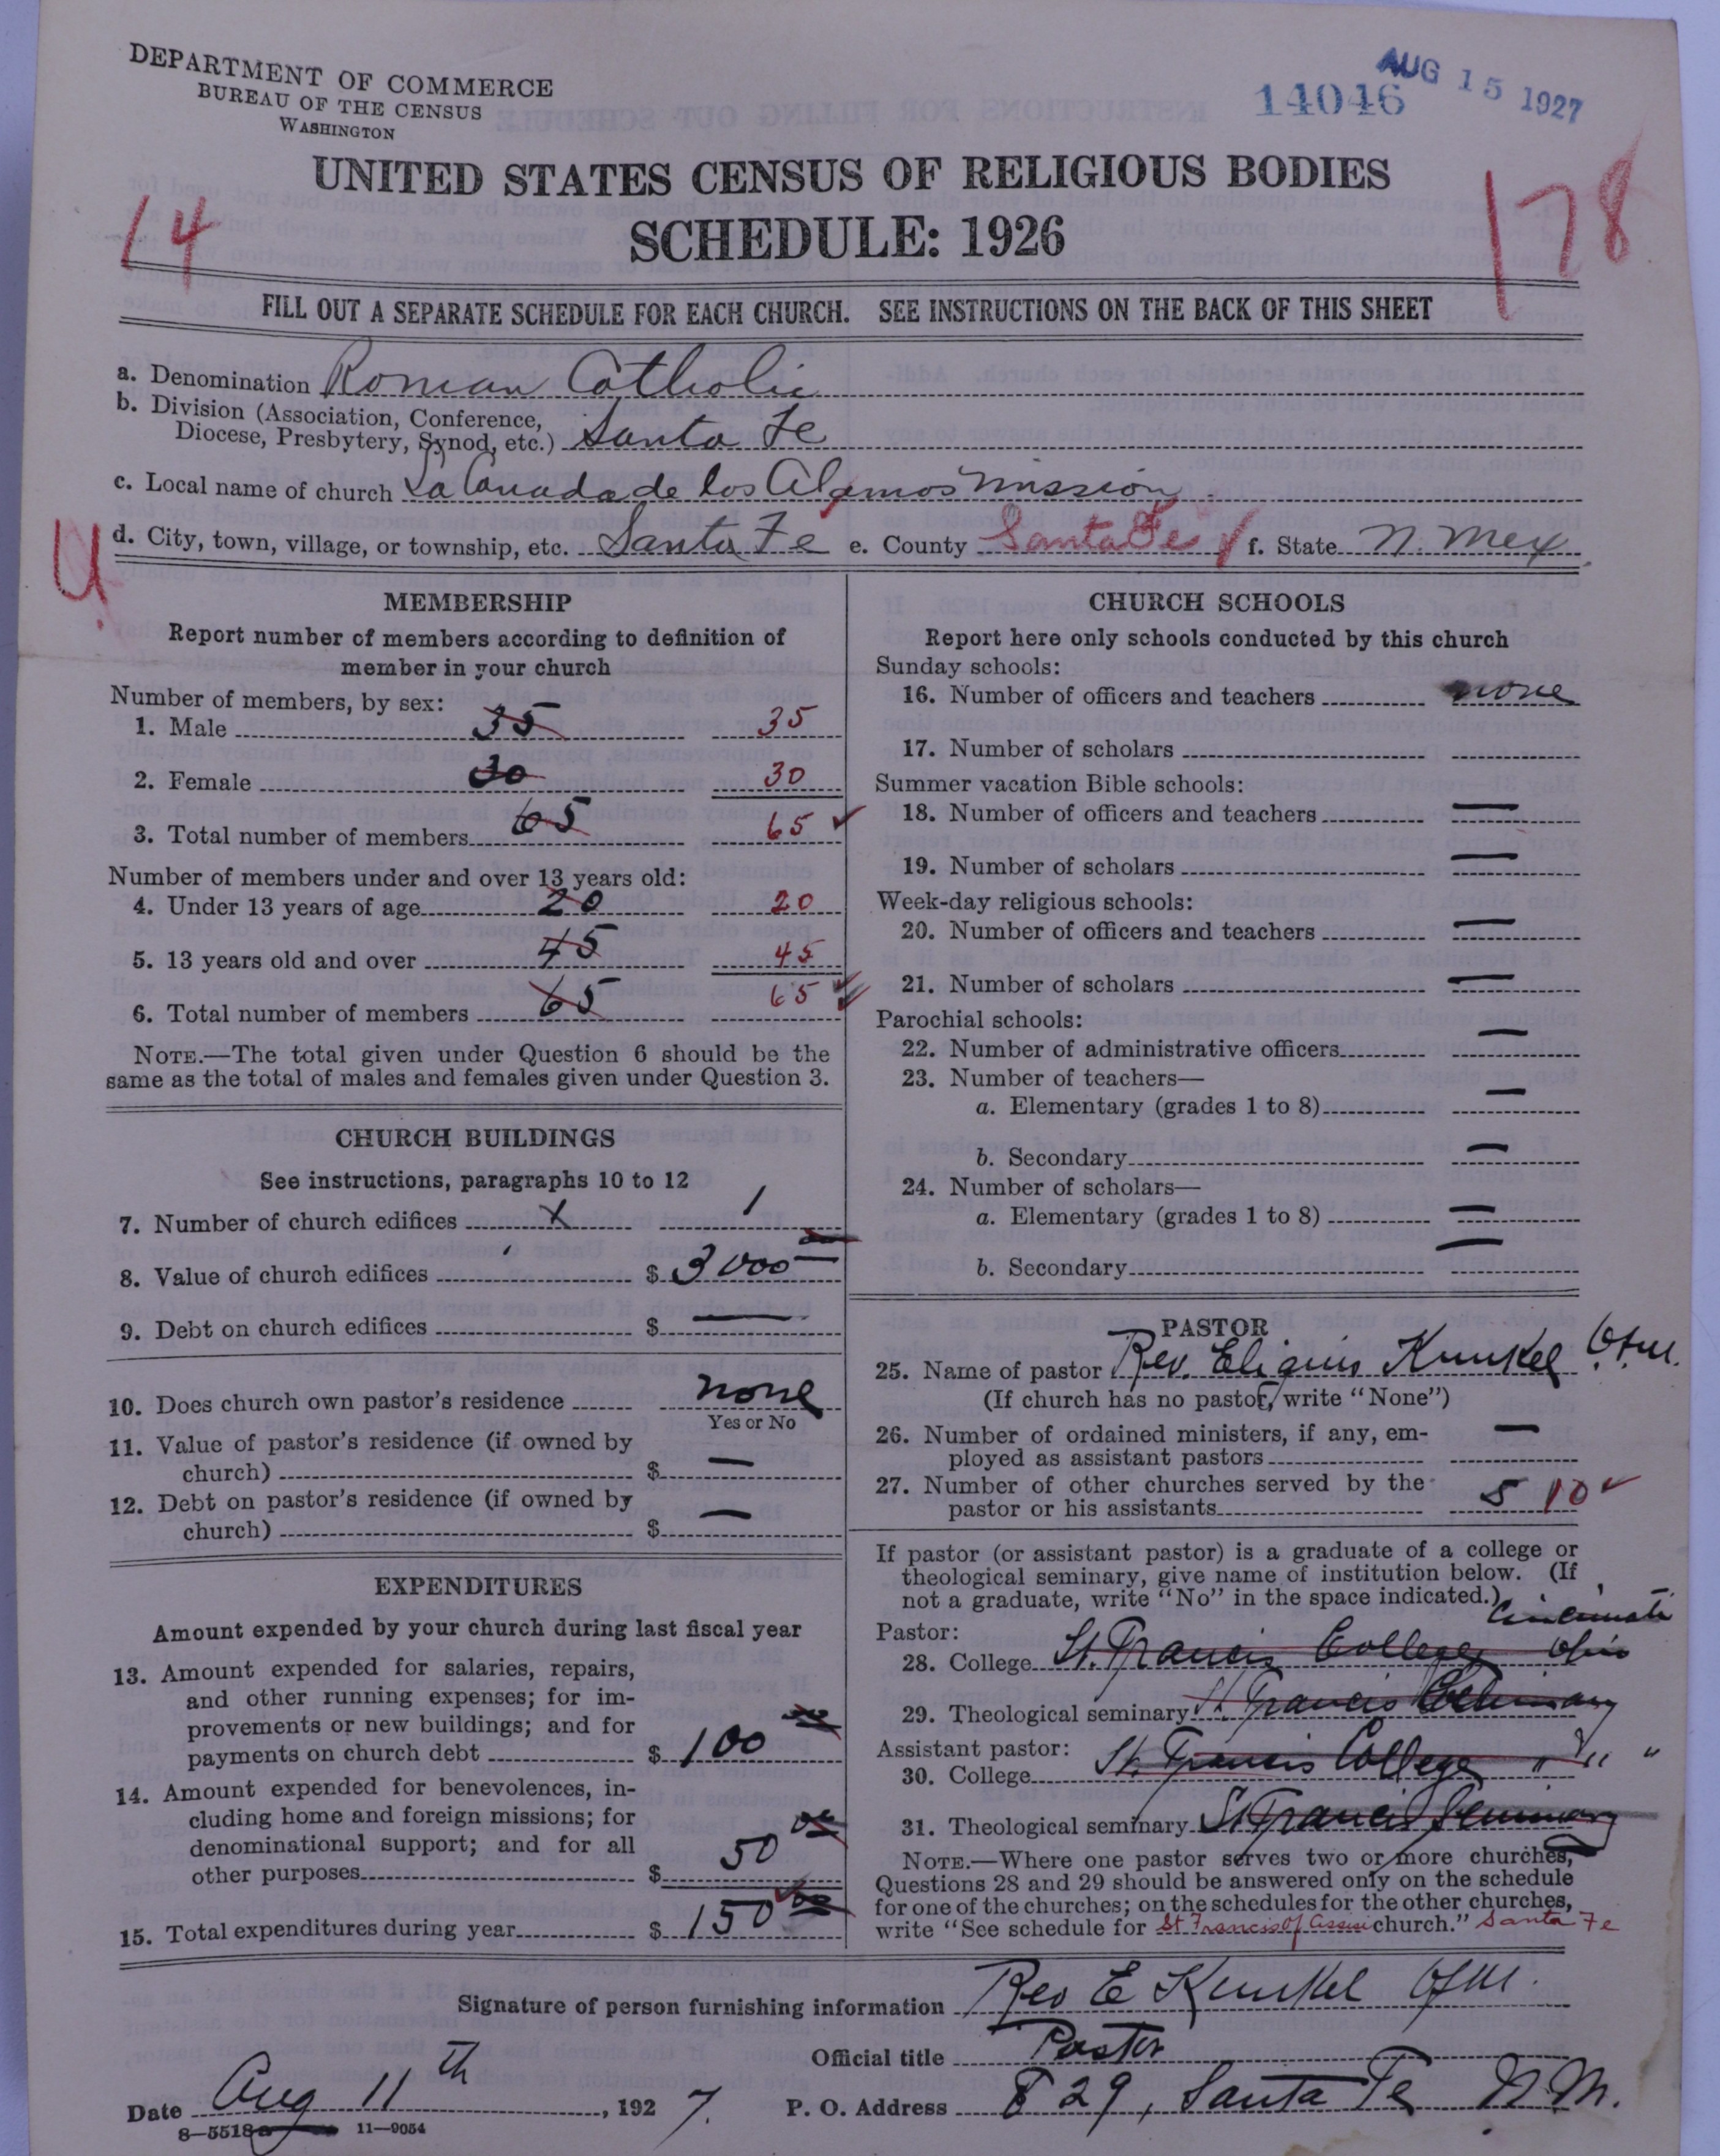 DEPARTMENT OF COMMERCE
BUREAU OF THE CENSUS
WASHINGTON
14046
AUG 15 1927
UNITED STATES CENSUS OF RELIGIOUS BODIES
SCHEDULE: 1926
14
178
FILL OUT A SEPARATE SCHEDULE FOR EACH CHURCH. SEE INSTRUCTIONS ON THE BACK OF THIS SHEET
a. Denomination Roman Catholic
b. Division (Association, Conference,
Diocese, Presbytery, Synod, etc.) Santa Fe
c. Local name of church La Canada de los Alamos Mission
U
d. City, town, village, or township, etc. Santa Fe e. County Santa Fe f. State N. Mex
MEMBERSHIP
Report number of members according to definition of
member in your church
Number of members, by sex:
1. Male 35 35
2. Female 30 30
3. Total number of members 65 65
Number of members under and over 13 years old:
4. Under 13 years of age 20 20
5. 13 years old and over 45 45
6. Total number of members 65 65
NOTE.—The total given under Question 6 should be the
same as the total of males and females given under Question 3.
CHURCH BUILDINGS
See instructions, paragraphs 10 to 12
7. Number of church edifices x 1
8. Value of church edifices $ 3000
9. Debt on church edifices $ —
10. Does church own pastor's residence none
Yes or No
11. Value of pastor's residence (if owned by
church) $ —
12. Debt on pastor's residence (if owned by
church) $ —
EXPENDITURES
Amount expended by your church during last fiscal year
13. Amount expended for salaries, repairs,
and other running expenses; for im-
provements or new buildings; and for
payments on church debt $ 100 00
14. Amount expended for benevolences, in-
cluding home and foreign missions; for
denominational support; and for all
other purposes $ 50 00
15. Total expenditures during year $ 150 00
CHURCH SCHOOLS
Report here only schools conducted by this church
Sunday schools:
16. Number of officers and teachers none
17. Number of scholars
Summer vacation Bible schools:
18. Number of officers and teachers —
19. Number of scholars —
Week-day religious schools:
20. Number of officers and teachers —
21. Number of scholars —
Parochial schools:
22. Number of administrative officers —
23. Number of teachers—
a. Elementary (grades 1 to 8) —
b. Secondary —
24. Number of scholars—
a. Elementary (grades 1 to 8) —
b. Secondary —
PASTOR
25. Name of pastor Rev. Eligius Kunkel O.F.M.
(If church has no pastor, write "None")
26. Number of ordained ministers, if any, em-
ployed as assistant pastors —
27. Number of other churches served by the
pastor or his assistants 5 10
If pastor (or assistant pastor) is a graduate of a college or
theological seminary, give name of institution below. (If
not a graduate, write "No" in the space indicated.)
Pastor: Cincinnati
28. College St. Francis College Ohio
29. Theological seminary St. Francis Seminary
Assistant pastor:
30. College St. Francis College " " "
31. Theological seminary St Francis Seminary
NOTE.—Where one pastor serves two or more churches,
Questions 28 and 29 should be answered only on the schedule
for one of the churches; on the schedules for the other churches,
write "See schedule for St Francis of Assisi church." Santa Fe
Signature of person furnishing information Rev E Kunkel OFM.
Official title Pastor
Date Aug 11th, 1927. P. O. Address B 29, Santa Fe N.M.
8—5518a 11—9054